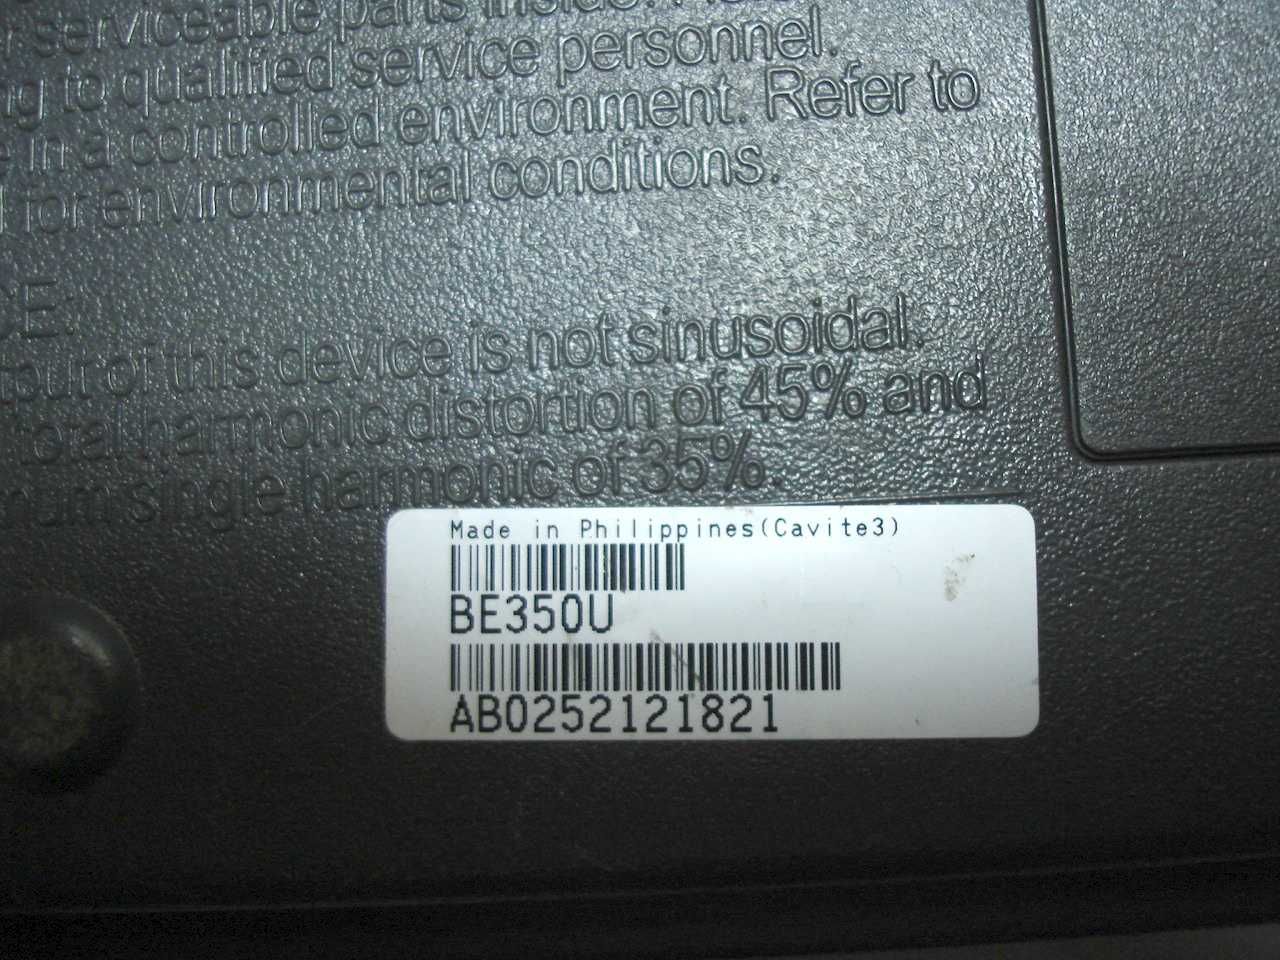 serviceable parts inside.
to qualified service personnel.
in a controlled environment. Refer to
for environmental conditions.
CE:
of this device is not sinusoidal.
total harmonic distortion of 45% and
single harmonic of 35%.
Made in Philippines(Cavite3)
BE350U
AB0252121821